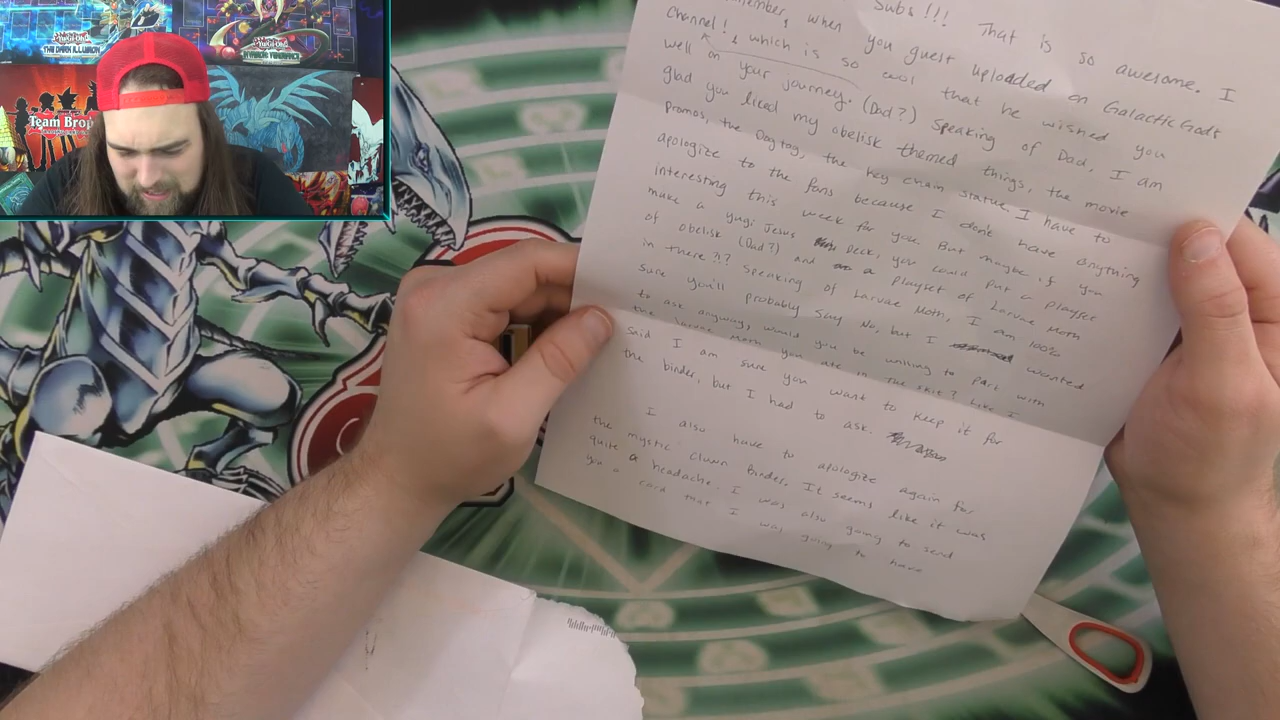 THE DARK ILLUSION
Team Brop
Subs!!! That is so awesome. I
remember, when you guest uploaded on GalacticGods
Channel! & which is so cool that he wished you
well on your journey. (Dad?) Speaking of Dad, I am
glad you liked my obelisk themed things, the movie
promos, the Dog tag, the key chain statue. I have to
apologize to the fans because I don't have anything
interesting this week for you. But maybe if you
make a yugi Jesus Deck, you could put a playset
of obelisk (Dad?) and a playset of Larvae Moth
in there?!? Speaking of Larvae Moth, I am 100%
sure you'll probably say No, but I wanted
to ask anyway, would you be willing to part with
the larvae moth you ate in the skit? Like I
said I am sure you want to keep it for
the binder, but I had to ask.
I also have to apologize again for
the mystic clown Binder. It seems like it was
quite a headache. I was also going to send
you a card that I was going to have